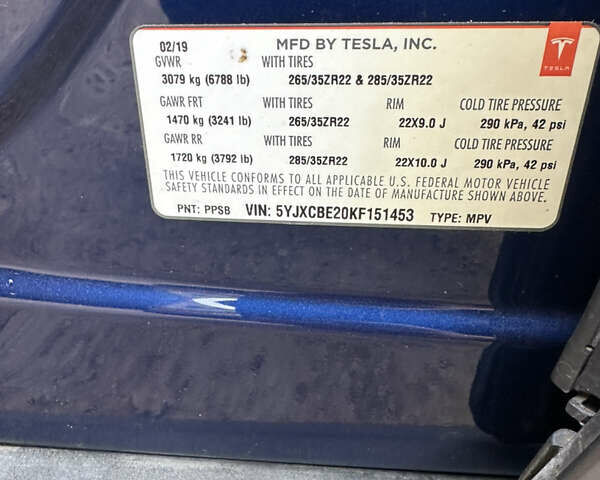 02/19 MFD BY TESLA, INC.
TESLA
GVWR WITH TIRES
3079 kg (6788 lb) 265/35ZR22 & 285/35ZR22
GAWR FRT WITH TIRES RIM COLD TIRE PRESSURE
1470 kg (3241 lb) 265/35ZR22 22X9.0 J 290 kPa, 42 psi
GAWR RR WITH TIRES RIM COLD TIRE PRESSURE
1720 kg (3792 lb) 285/35ZR22 22X10.0 J 290 kPa, 42 psi
THIS VEHICLE CONFORMS TO ALL APPLICABLE U.S. FEDERAL MOTOR VEHICLE
SAFETY STANDARDS IN EFFECT ON THE DATE OF MANUFACTURE SHOWN ABOVE.
PNT: PPSB VIN: 5YJXCBE20KF151453 TYPE: MPV